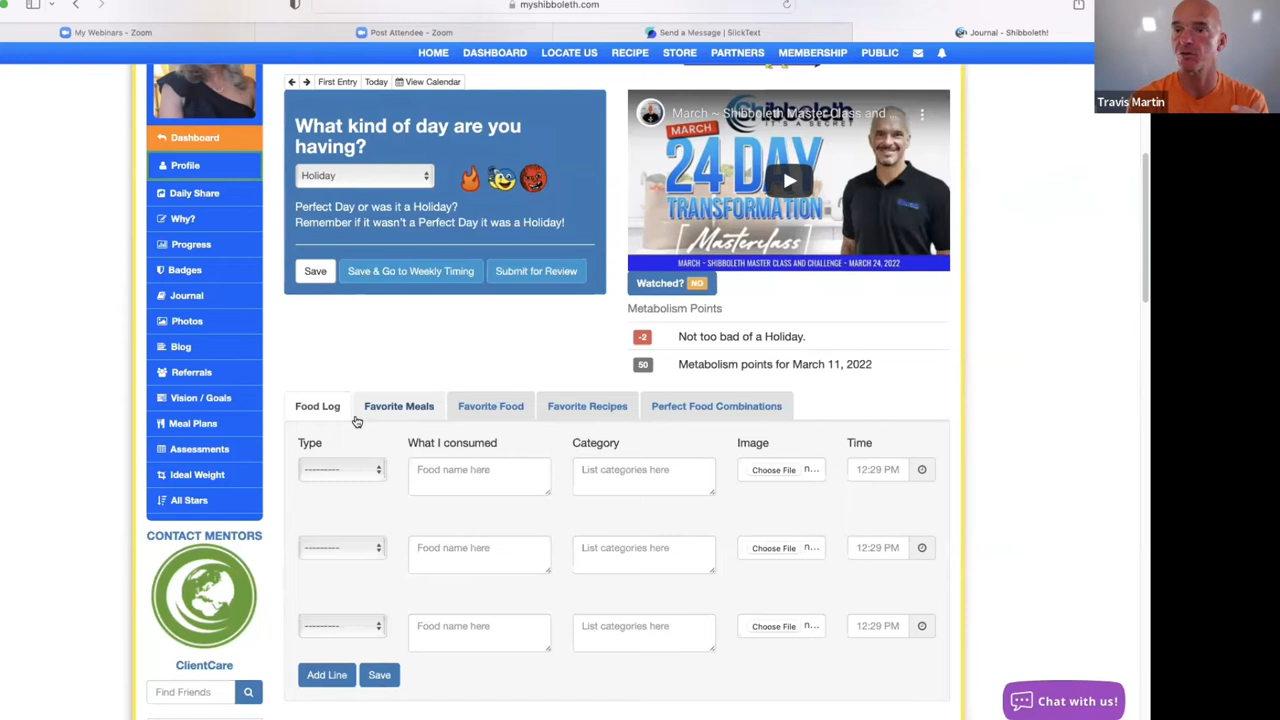 myshibboleth.com
My Webinars - Zoom
Post Attendee - Zoom
Send a Message | SlickText
Journal - Shibboleth!
HOME DASHBOARD LOCATE US RECIPE STORE PARTNERS MEMBERSHIP PUBLIC
Travis Martin
First Entry Today View Calendar
What kind of day are you
having?
Holiday
Perfect Day or was it a Holiday?
Remember if it wasn't a Perfect Day it was a Holiday!
Save Save & Go to Weekly Timing Submit for Review
March ~ Shibboleth Master Class and ...
Shibboleth
IT'S A SECRET
MARCH
24 DAY
TRANSFORMATION
Masterclass
MARCH ~ SHIBBOLETH MASTER CLASS AND CHALLENGE - MARCH 24, 2022
Watched? NO
Metabolism Points
-2 Not too bad of a Holiday.
50 Metabolism points for March 11, 2022
Dashboard
Profile
Daily Share
Why?
Progress
Badges
Journal
Photos
Blog
Referrals
Vision / Goals
Meal Plans
Assessments
Ideal Weight
All Stars
CONTACT MENTORS
ClientCare
Find Friends
Food Log Favorite Meals Favorite Food Favorite Recipes Perfect Food Combinations
Type What I consumed Category Image Time
--------- Food name here List categories here Choose File n... 12:29 PM
--------- Food name here List categories here Choose File n... 12:29 PM
--------- Food name here List categories here Choose File n... 12:29 PM
Add Line Save
Chat with us!